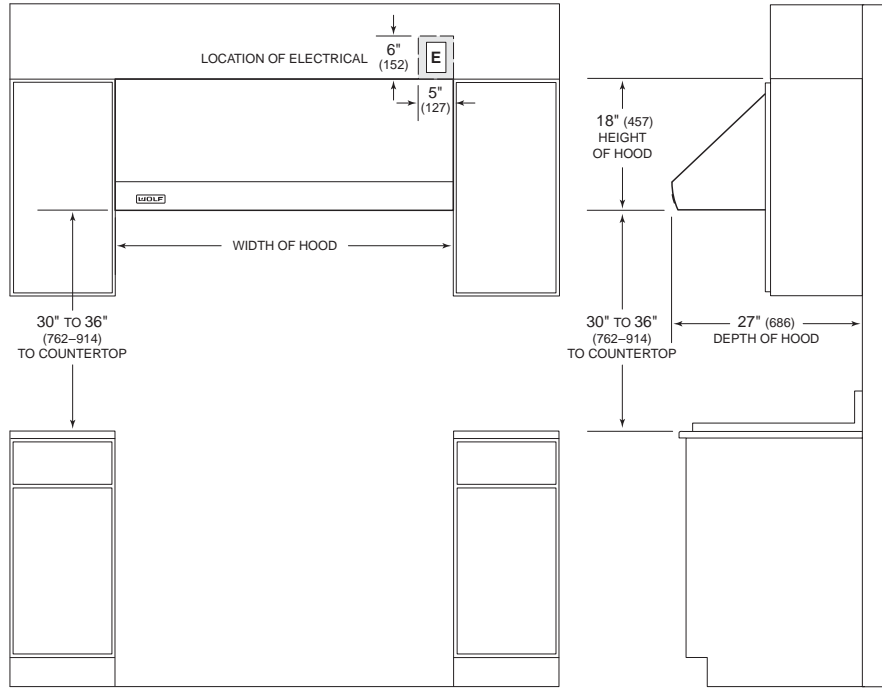 LOCATION OF ELECTRICAL
6"
(152)
E
5"
(127)
WOLF
WIDTH OF HOOD
30" TO 36"
(762–914)
TO COUNTERTOP
18" (457)
HEIGHT
OF HOOD
30" TO 36"
(762–914)
TO COUNTERTOP
27" (686)
DEPTH OF HOOD